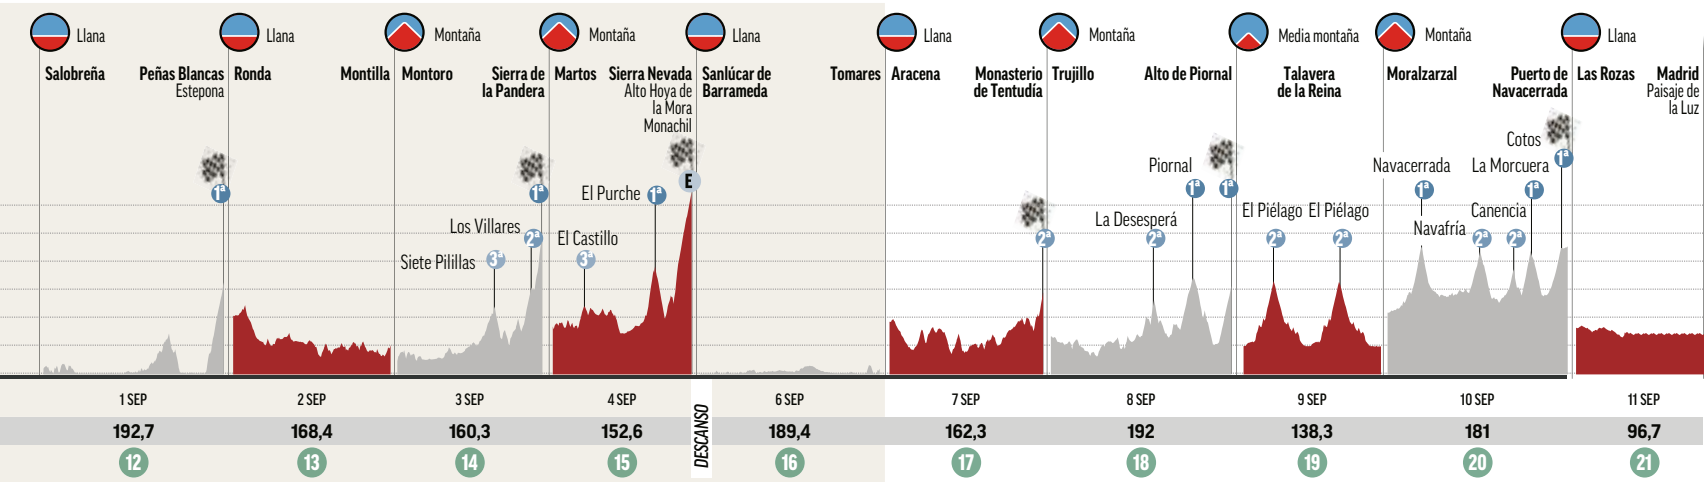 Llana
Llana
Montaña
Montaña
Llana
Llana
Montaña
Media montaña
Montaña
Llana
Salobreña
Peñas Blancas
Estepona
Ronda
Montilla
Montoro
Sierra de
la Pandera
Martos
Sierra Nevada
Alto Hoya de
la Mora
Monachil
Sanlúcar de
Barrameda
Tomares
Aracena
Monasterio
de Tentudía
Trujillo
Alto de Piornal
Talavera
de la Reina
Moralzarzal
Puerto de
Navacerrada
Las Rozas
Madrid
Paisaje de
la Luz
1ª
Siete Pilillas
3ª
Los Villares
2ª
1ª
El Castillo
3ª
El Purche
1ª
E
2ª
La Desesperá
2ª
Piornal
1ª
1ª
El Piélago
2ª
El Piélago
2ª
Navacerrada
1ª
Navafría
2ª
Canencia
2ª
La Morcuera
1ª
Cotos
1ª
1 SEP
2 SEP
3 SEP
4 SEP
DESCANSO
6 SEP
7 SEP
8 SEP
9 SEP
10 SEP
11 SEP
192,7
168,4
160,3
152,6
189,4
162,3
192
138,3
181
96,7
12
13
14
15
16
17
18
19
20
21